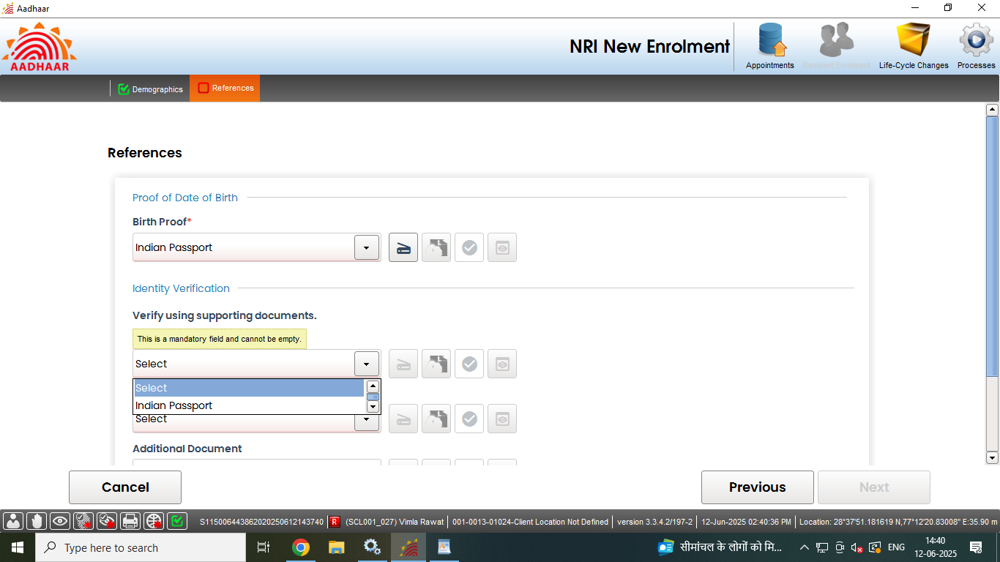 Aadhaar
AADHAAR
NRI New Enrolment
Appointments
Resident Enrolment
Life-Cycle Changes
Processes
Demographics
References
References
Proof of Date of Birth
Birth Proof*
Indian Passport
Identity Verification
Verify using supporting documents.
This is a mandatory field and cannot be empty.
Select
Select
Indian Passport
Select
Additional Document
Cancel
Previous
Next
S115006443862020250612143740 R (SCL001_027) Vimla Rawat 001-0013-01024-Client Location Not Defined version 3.3.4.2/197-2 12-Jun-2025 02:40:36 PM Location: 28°37'51.181619 N,77°12'20.83008" E:35.90 m
Type here to search
सीमांचल के लोगों को मि...
ENG
14:40
12-06-2025